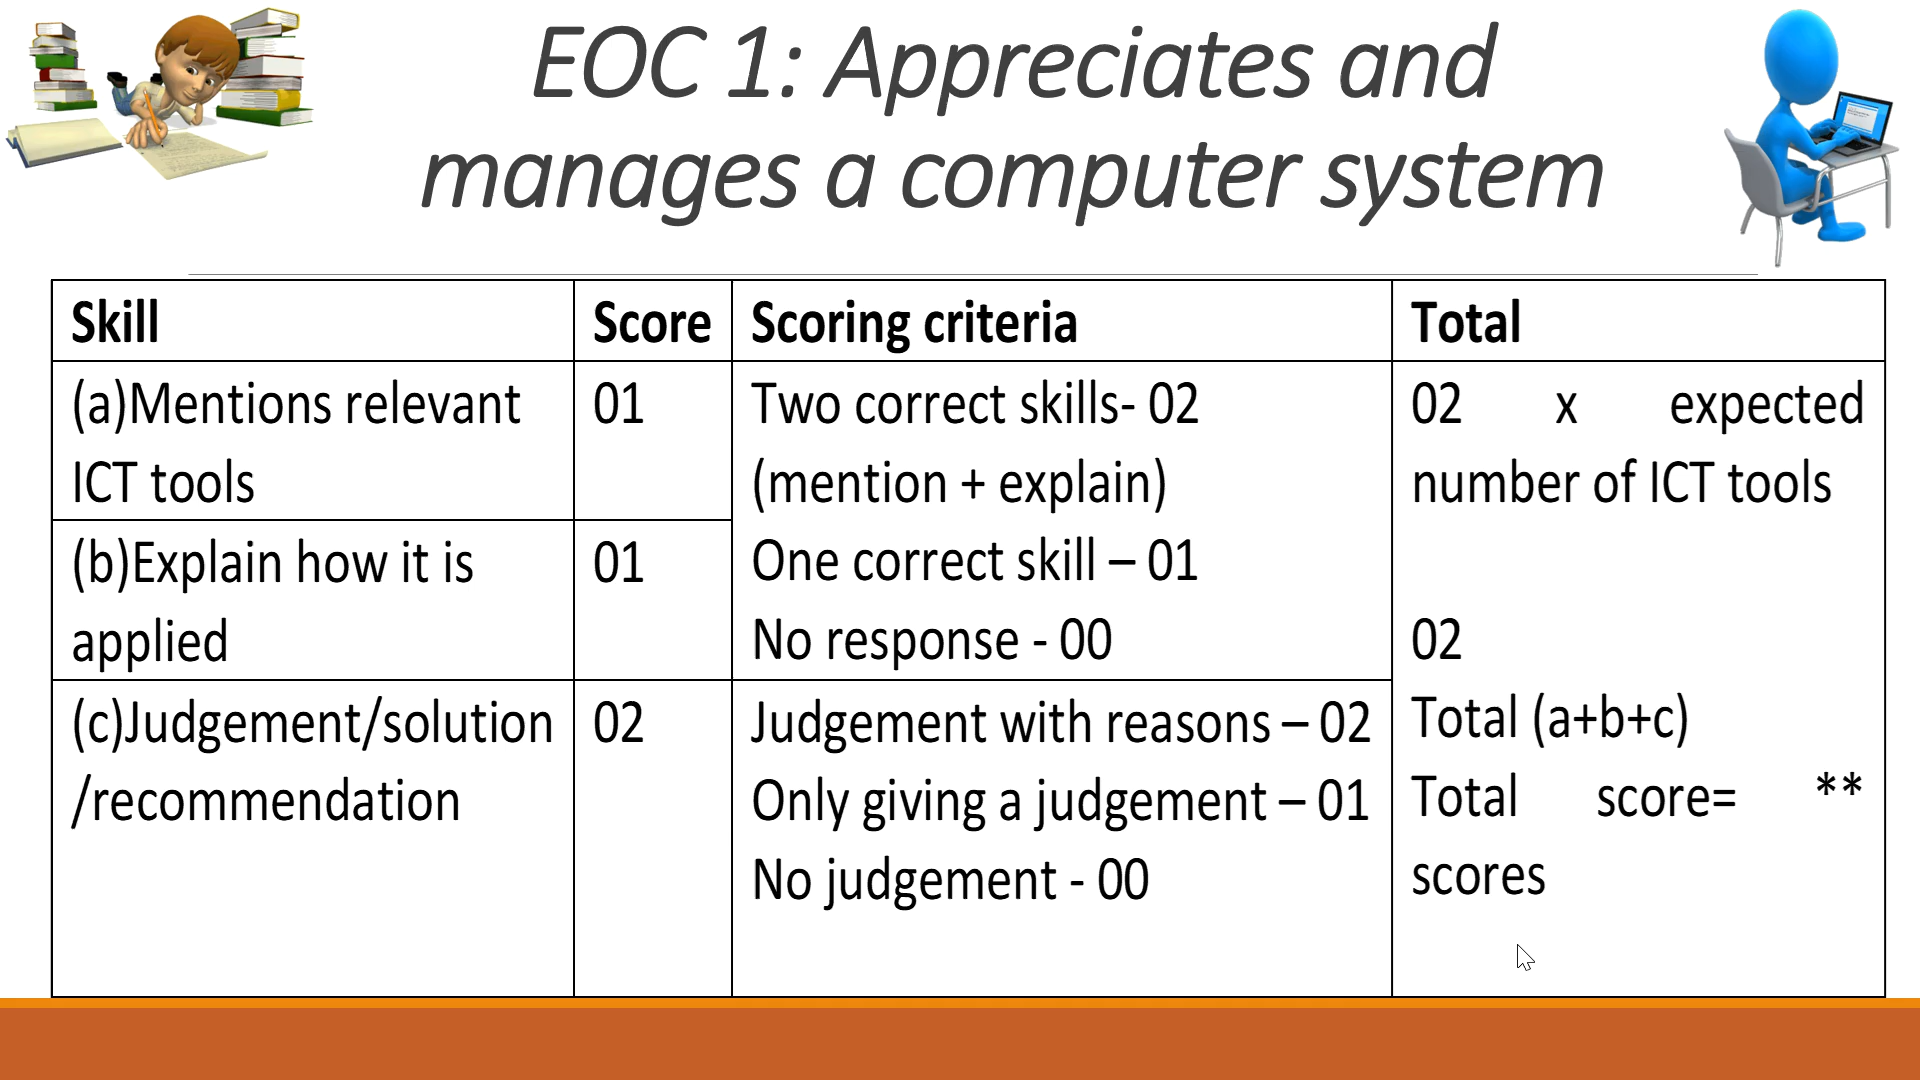 EOC 1: Appreciates and
manages a computer system
Skill
Score
Scoring criteria
Total
(a)Mentions relevant
ICT tools
01
Two correct skills- 02
(mention + explain)
One correct skill – 01
No response - 00
02 x expected
number of ICT tools
02
Total (a+b+c)
Total score= **
scores
(b)Explain how it is
applied
01
(c)Judgement/solution
/recommendation
02
Judgement with reasons – 02
Only giving a judgement – 01
No judgement - 00